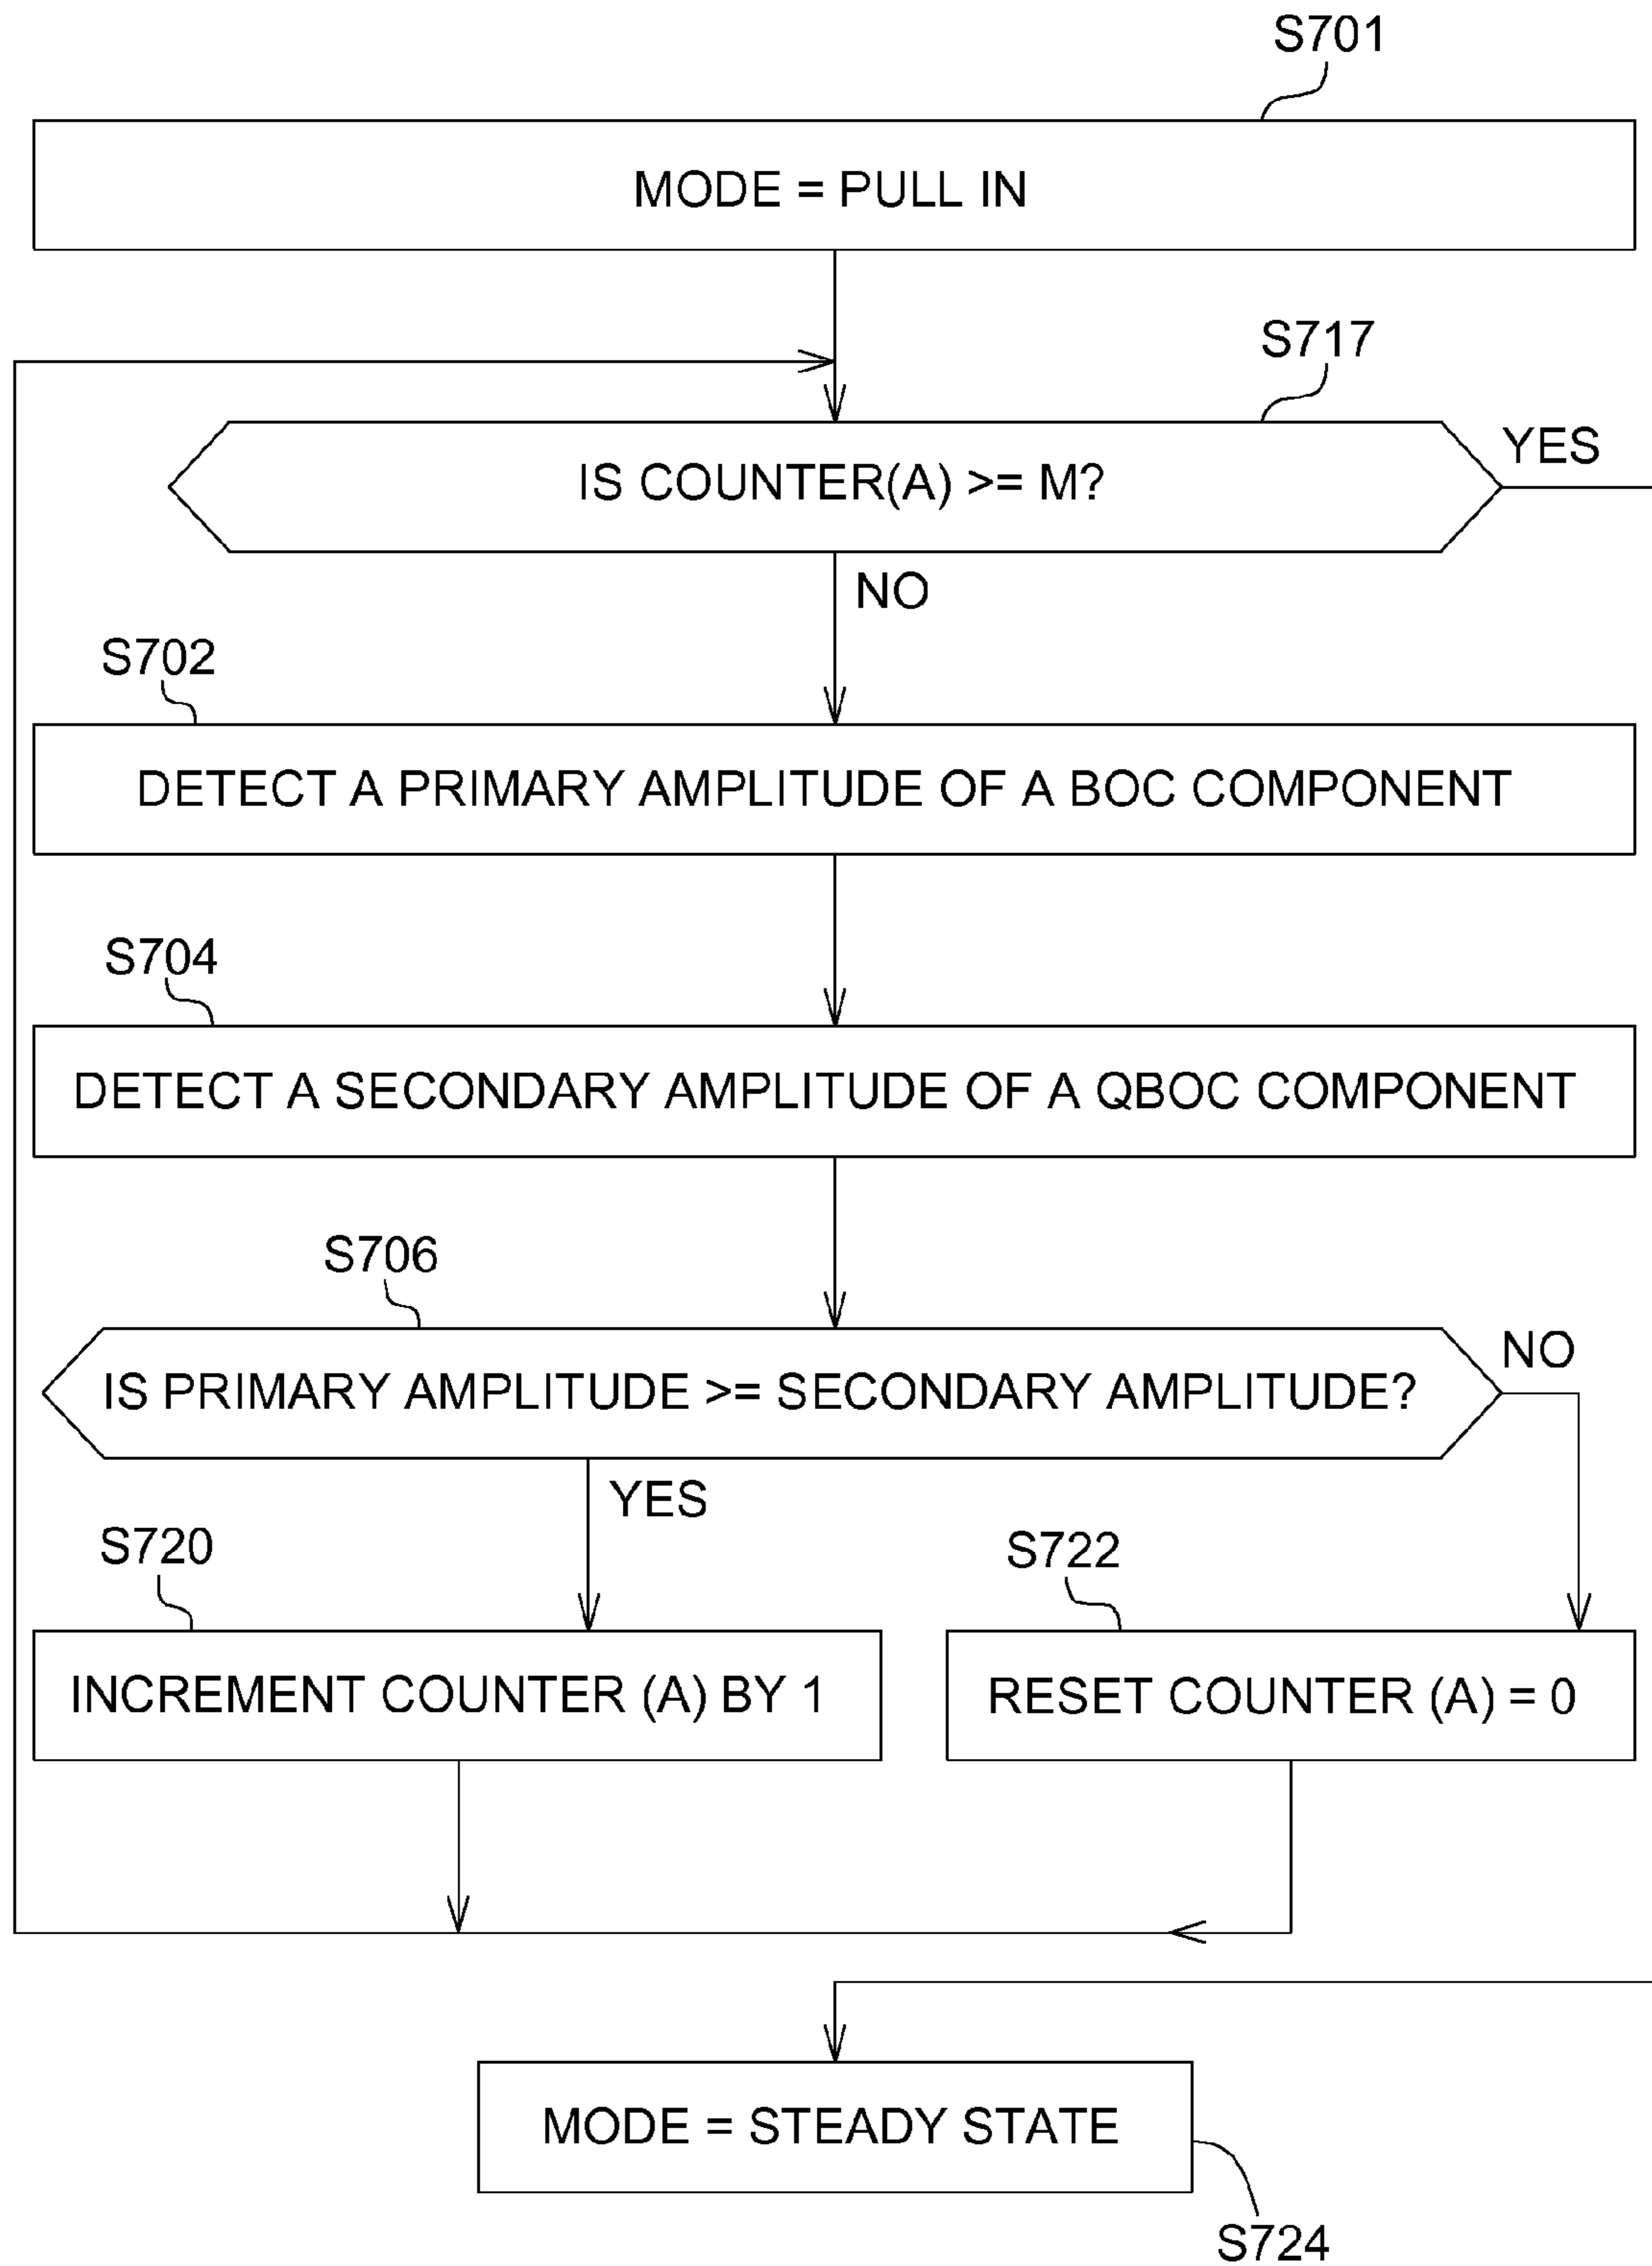 S701
MODE = PULL IN
S717
IS COUNTER(A) >= M?
YES
NO
S702
DETECT A PRIMARY AMPLITUDE OF A BOC COMPONENT
S704
DETECT A SECONDARY AMPLITUDE OF A QBOC COMPONENT
S706
IS PRIMARY AMPLITUDE >= SECONDARY AMPLITUDE?
NO
YES
S720
INCREMENT COUNTER (A) BY 1
S722
RESET COUNTER (A) = 0
MODE = STEADY STATE
S724